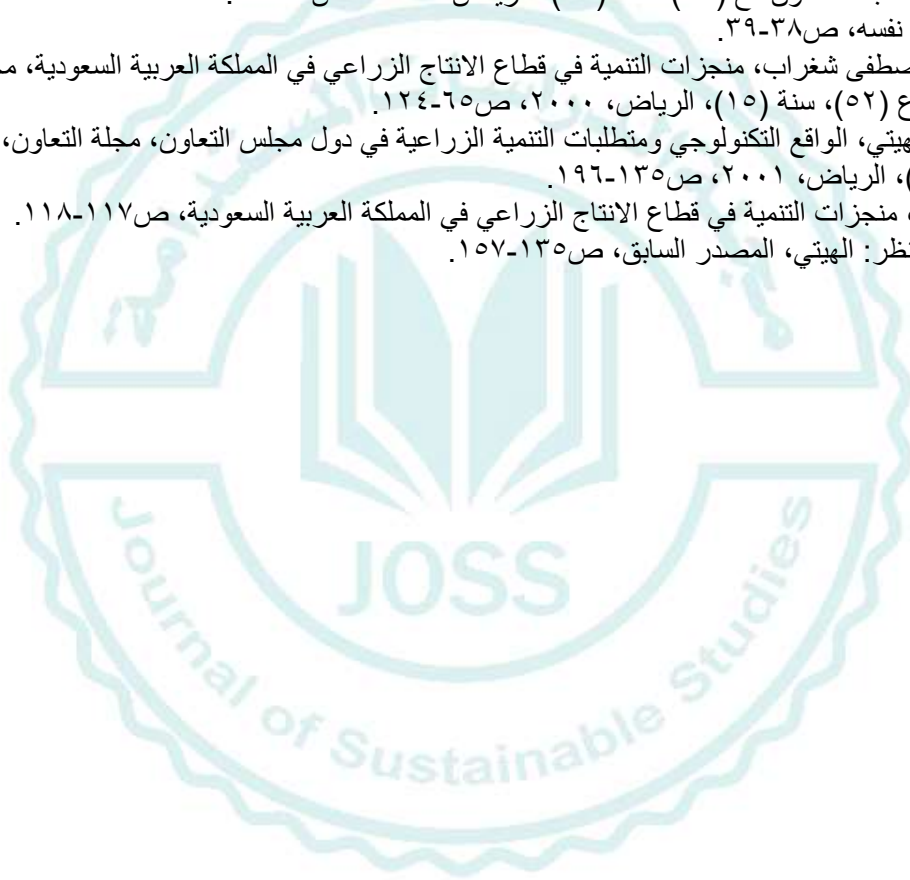 نفسه، ص٣٨-٣٩.
صطفى شغراب، منجزات التنمية في قطاع الانتاج الزراعي في المملكة العربية السعودية،
ع (٥٢)، سنة (١٥)، الرياض، ٢٠٠٠، ص٦٥-١٢٤.
هيتي، الواقع التكنولوجي ومتطلبات التنمية الزراعية في دول مجلس التعاون، مجلة التعاون،
)، الرياض، ٢٠٠١، ص١٣٥-١٩٦.
، منجزات التنمية في قطاع الانتاج الزراعي في المملكة العربية السعودية، ص١١٧-١١٨.
نظر: الهيتي، المصدر السابق، ص١٣٥-١٥٧.
JOSS
Journal of Sustainable Studies